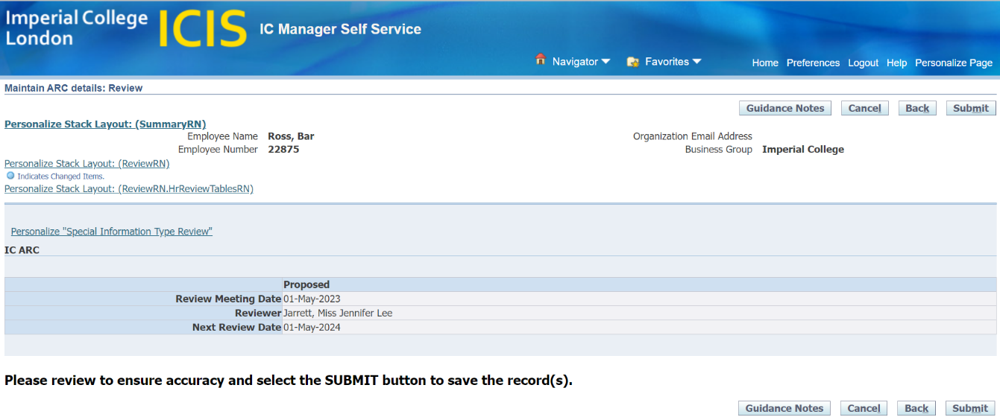 Imperial College
London
ICIS
IC Manager Self Service
Navigator Favorites Home Preferences Logout Help Personalize Page
Maintain ARC details: Review
Guidance Notes Cancel Back Submit
Personalize Stack Layout: (SummaryRN)
Employee Name Ross, Bar Organization Email Address
Employee Number 22875 Business Group Imperial College
Personalize Stack Layout: (ReviewRN)
Indicates Changed Items.
Personalize Stack Layout: (ReviewRN.HrReviewTablesRN)
Personalize "Special Information Type Review"
IC ARC
Proposed
Review Meeting Date 01-May-2023
Reviewer Jarrett, Miss Jennifer Lee
Next Review Date 01-May-2024
Please review to ensure accuracy and select the SUBMIT button to save the record(s).
Guidance Notes Cancel Back Submit